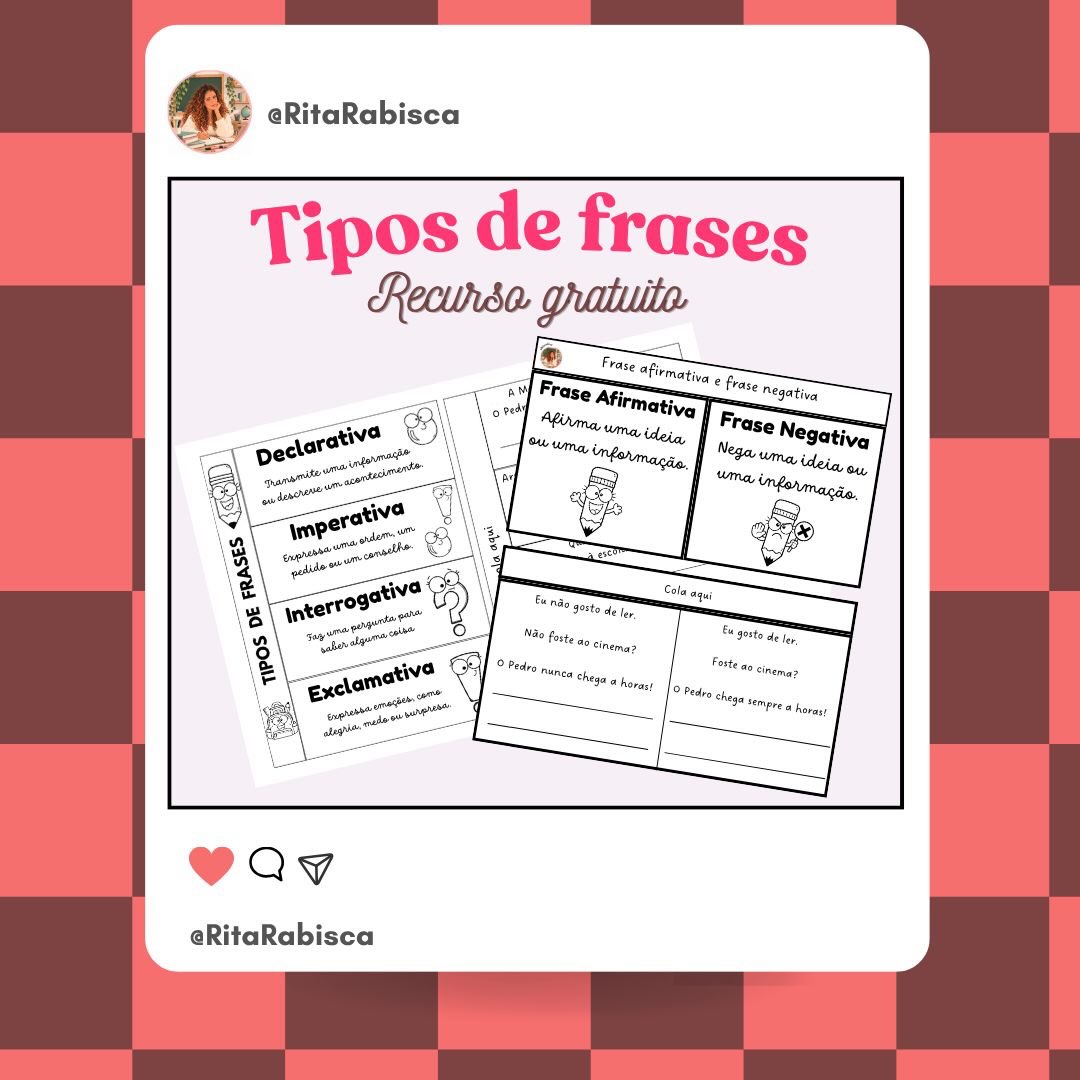 @RitaRabisca
Tipos de frases
Recurso gratuito
TIPOS DE FRASES
Declarativa
Transmite uma informação
ou descreve um acontecimento.
Imperativa
Expressa uma ordem, um
pedido ou um conselho.
Interrogativa
Faz uma pergunta para
saber alguma coisa
Exclamativa
Expressa emoções, como
alegria, medo ou surpresa.
O Pedr
aqui
à escol
Frase afirmativa e frase negativa
Frase Afirmativa
Afirma uma ideia
ou uma informação.
Frase Negativa
Nega uma ideia ou
uma informação.
Cola aqui
Eu não gosto de ler.
Não foste ao cinema?
O Pedro nunca chega a horas!
Eu gosto de ler.
Foste ao cinema?
O Pedro chega sempre a horas!
@RitaRabisca